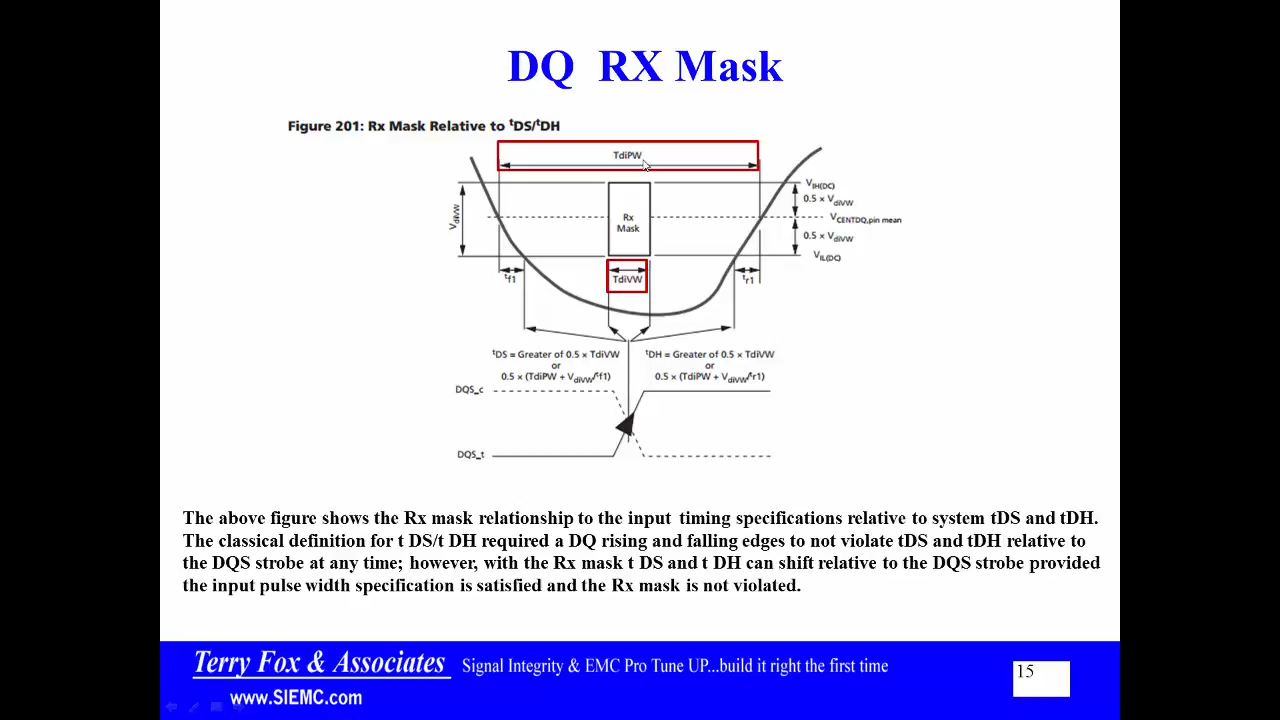 DQ RX Mask
Figure 201: Rx Mask Relative to tDS/tDH
TdiPW
VIH(DC)
0.5 × VdiVW
VdiVW
Rx
Mask
VCENTDQ,pin mean
0.5 × VdiVW
VIL(DC)
tf1
TdiVW
tr1
tDS = Greater of 0.5 × TdiVW
or
0.5 × (TdiPW + VdiVW/tf1)
tDH = Greater of 0.5 × TdiVW
or
0.5 × (TdiPW + VdiVW/tr1)
DQS_c
DQS_t
The above figure shows the Rx mask relationship to the input timing specifications relative to system tDS and tDH.
The classical definition for t DS/t DH required a DQ rising and falling edges to not violate tDS and tDH relative to
the DQS strobe at any time; however, with the Rx mask t DS and t DH can shift relative to the DQS strobe provided
the input pulse width specification is satisfied and the Rx mask is not violated.
Terry Fox & Associates
Signal Integrity & EMC Pro Tune UP...build it right the first time
www.SIEMC.com
15